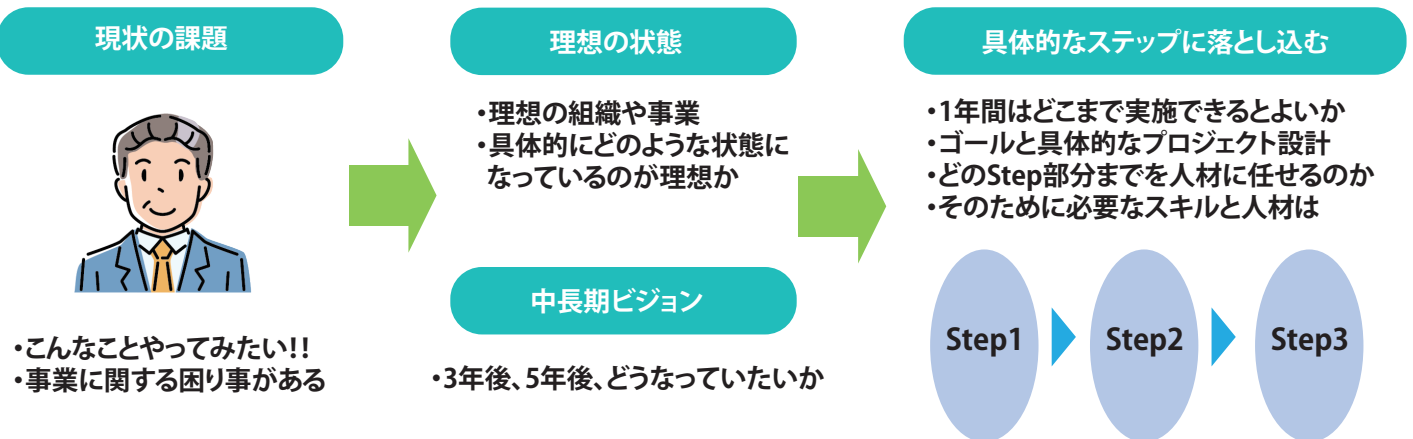 現状の課題
・こんなことやってみたい!!
・事業に関する困り事がある
理想の状態
・理想の組織や事業
・具体的にどのような状態に
なっているのが理想か
中長期ビジョン
・3年後、5年後、どうなっていたいか
具体的なステップに落とし込む
・1年間はどこまで実施できるとよいか
・ゴールと具体的なプロジェクト設計
・どのStep部分までを人材に任せるのか
・そのために必要なスキルと人材は
Step1
Step2
Step3